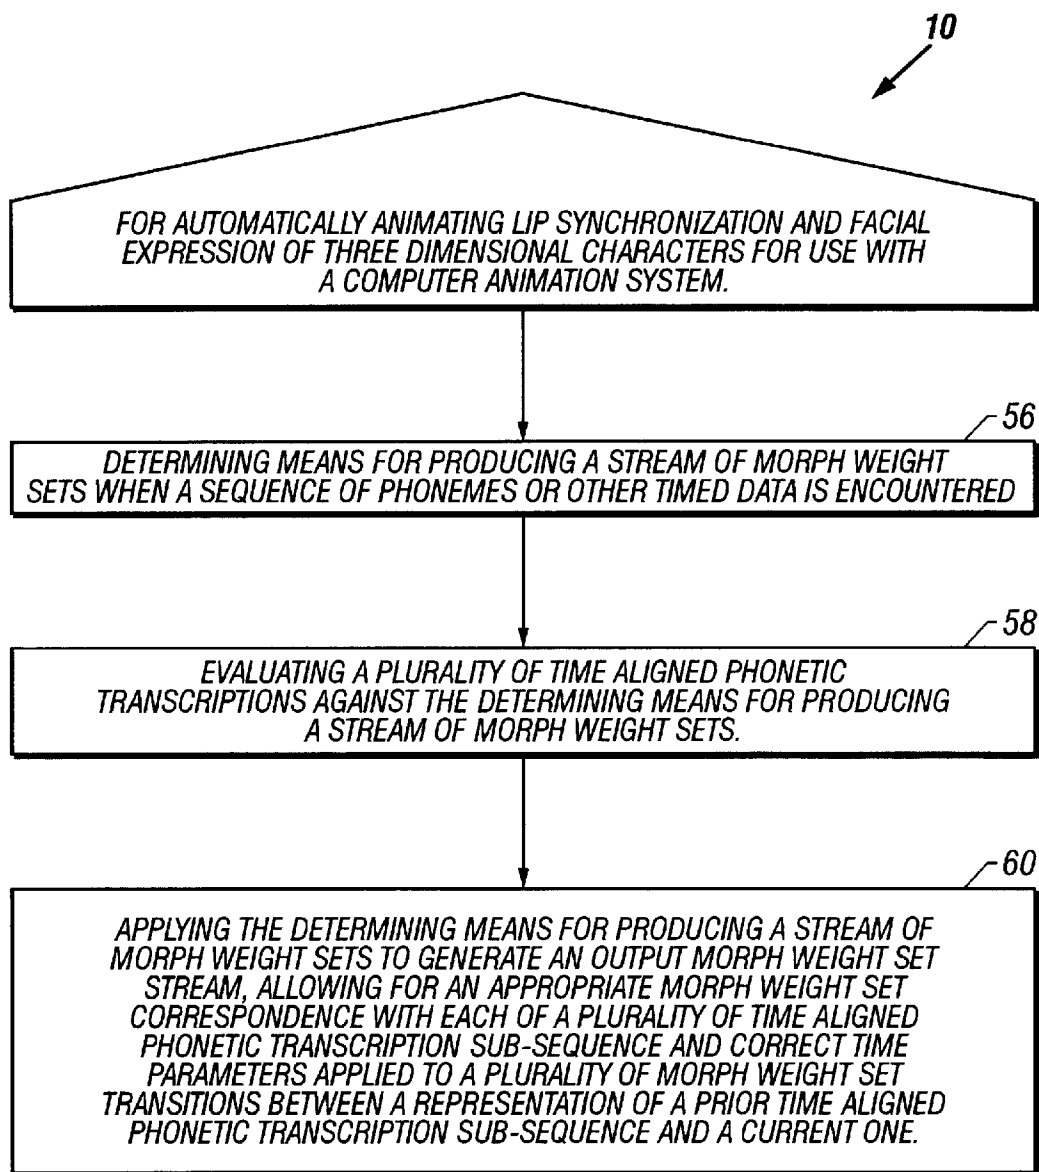 10
FOR AUTOMATICALLY ANIMATING LIP SYNCHRONIZATION AND FACIAL
EXPRESSION OF THREE DIMENSIONAL CHARACTERS FOR USE WITH
A COMPUTER ANIMATION SYSTEM.
56
DETERMINING MEANS FOR PRODUCING A STREAM OF MORPH WEIGHT
SETS WHEN A SEQUENCE OF PHONEMES OR OTHER TIMED DATA IS ENCOUNTERED
58
EVALUATING A PLURALITY OF TIME ALIGNED PHONETIC
TRANSCRIPTIONS AGAINST THE DETERMINING MEANS FOR PRODUCING
A STREAM OF MORPH WEIGHT SETS.
60
APPLYING THE DETERMINING MEANS FOR PRODUCING A STREAM OF
MORPH WEIGHT SETS TO GENERATE AN OUTPUT MORPH WEIGHT SET
STREAM, ALLOWING FOR AN APPROPRIATE MORPH WEIGHT SET
CORRESPONDENCE WITH EACH OF A PLURALITY OF TIME ALIGNED
PHONETIC TRANSCRIPTION SUB-SEQUENCE AND CORRECT TIME
PARAMETERS APPLIED TO A PLURALITY OF MORPH WEIGHT SET
TRANSITIONS BETWEEN A REPRESENTATION OF A PRIOR TIME ALIGNED
PHONETIC TRANSCRIPTION SUB-SEQUENCE AND A CURRENT ONE.